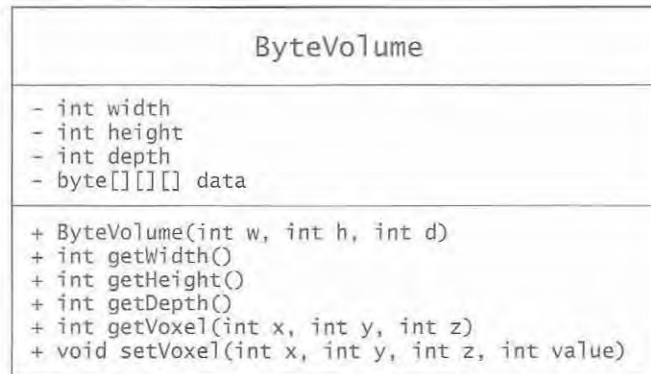 ByteVolume
- int width
- int height
- int depth
- byte[][][] data
+ ByteVolume(int w, int h, int d)
+ int getWidth()
+ int getHeight()
+ int getDepth()
+ int getVoxel(int x, int y, int z)
+ void setVoxel(int x, int y, int z, int value)